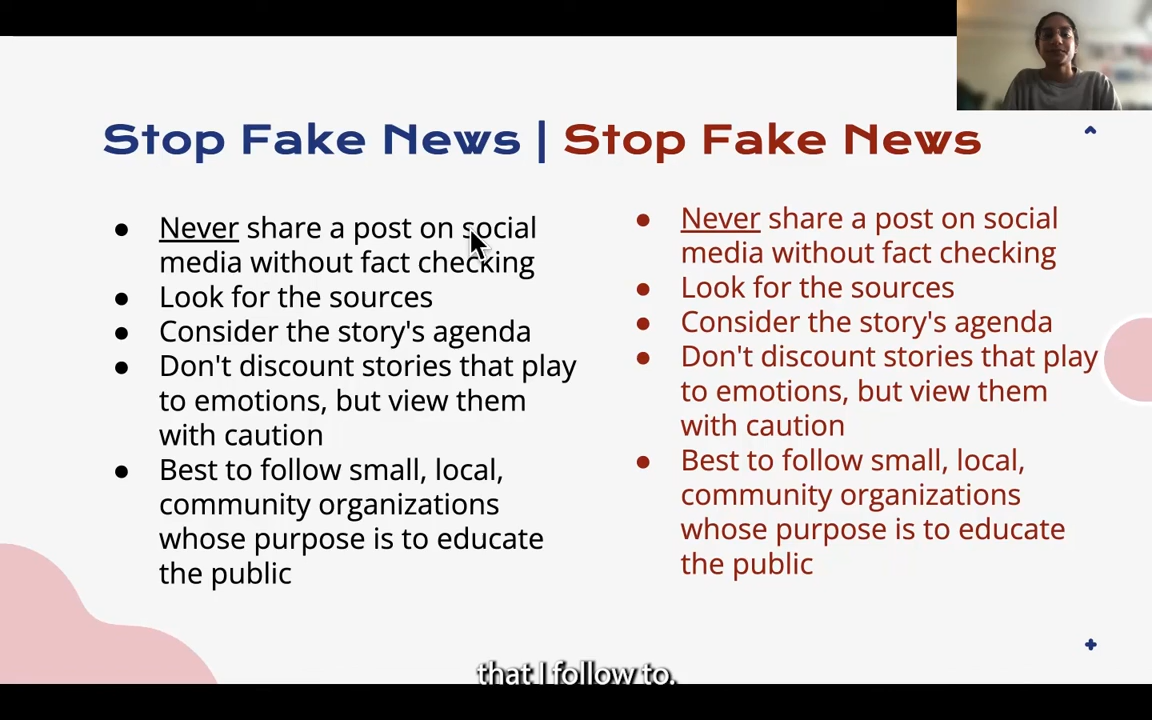 Stop Fake News | Stop Fake News
● Never share a post on social
media without fact checking
● Look for the sources
● Consider the story's agenda
● Don't discount stories that play
to emotions, but view them
with caution
● Best to follow small, local,
community organizations
whose purpose is to educate
the public
● Never share a post on social
media without fact checking
● Look for the sources
● Consider the story's agenda
● Don't discount stories that play
to emotions, but view them
with caution
● Best to follow small, local,
community organizations
whose purpose is to educate
the public
that I follow to.